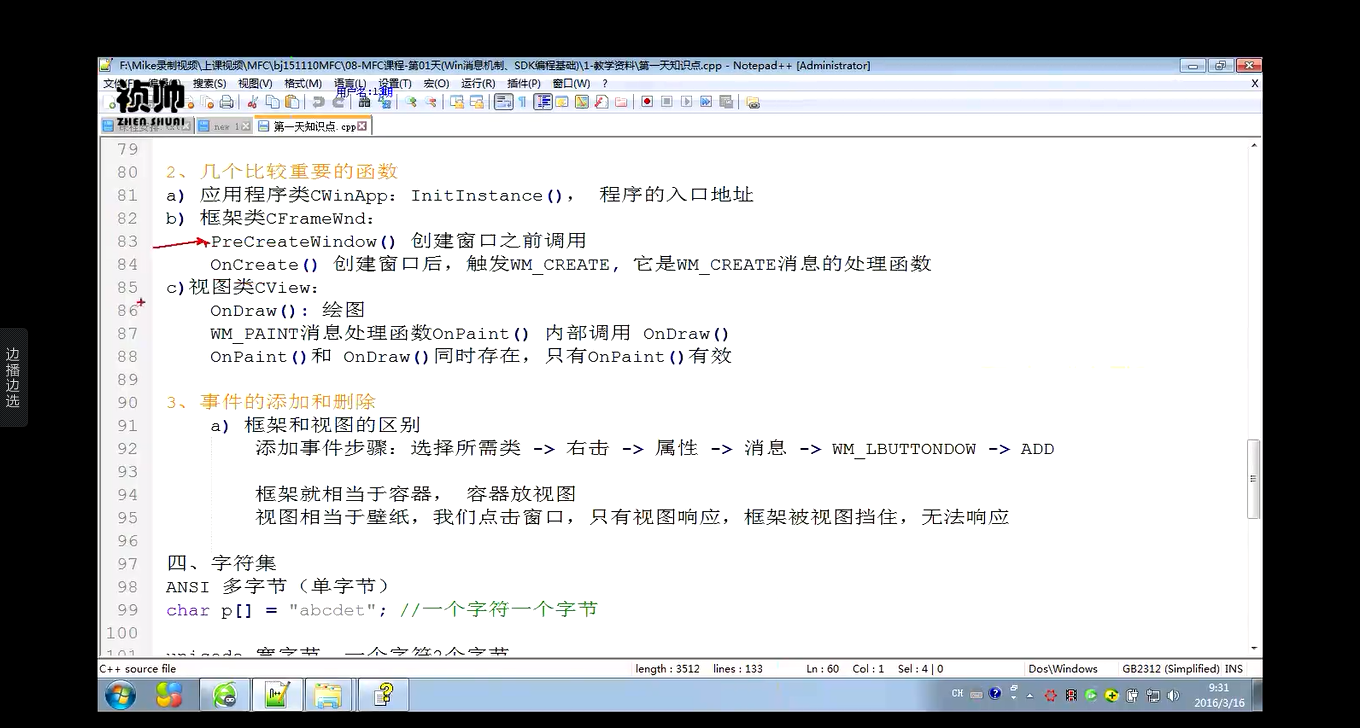 F:\Mike录制视频\上课视频\MFC\bj151110MFC\08-MFC课程-第01天(Win消息机制、SDK编程基础)\1-教学资料\第一天知识点.cpp - Notepad++ [Administrator]
搜索(S) 视图(V) 格式(M) 语言(L) 设置(T) 宏(O) 运行(R) 插件(P) 窗口(W) ? X
祯帅
ZHEN SHUAI
new 1 第一天知识点.cpp
79
80 2、几个比较重要的函数
81 a) 应用程序类CWinApp: InitInstance(), 程序的入口地址
82 b) 框架类CFrameWnd:
83 PreCreateWindow() 创建窗口之前调用
84 OnCreate() 创建窗口后, 触发WM_CREATE, 它是WM_CREATE消息的处理函数
85 c)视图类CView:
86 OnDraw(): 绘图
87 WM_PAINT消息处理函数OnPaint() 内部调用 OnDraw()
88 OnPaint()和 OnDraw()同时存在, 只有OnPaint()有效
89
90 3、事件的添加和删除
91 a) 框架和视图的区别
92 添加事件步骤: 选择所需类 -> 右击 -> 属性 -> 消息 -> WM_LBUTTONDOW -> ADD
93
94 框架就相当于容器, 容器放视图
95 视图相当于壁纸, 我们点击窗口, 只有视图响应, 框架被视图挡住, 无法响应
96
97 四、字符集
98 ANSI 多字节（单字节）
99 char p[] = "abcdet"; //一个字符一个字节
100
边播边选
C++ source file length : 3512 lines : 133 Ln : 60 Col : 1 Sel : 4 | 0 Dos\Windows GB2312 (Simplified) INS
CH 9:31
2016/3/16